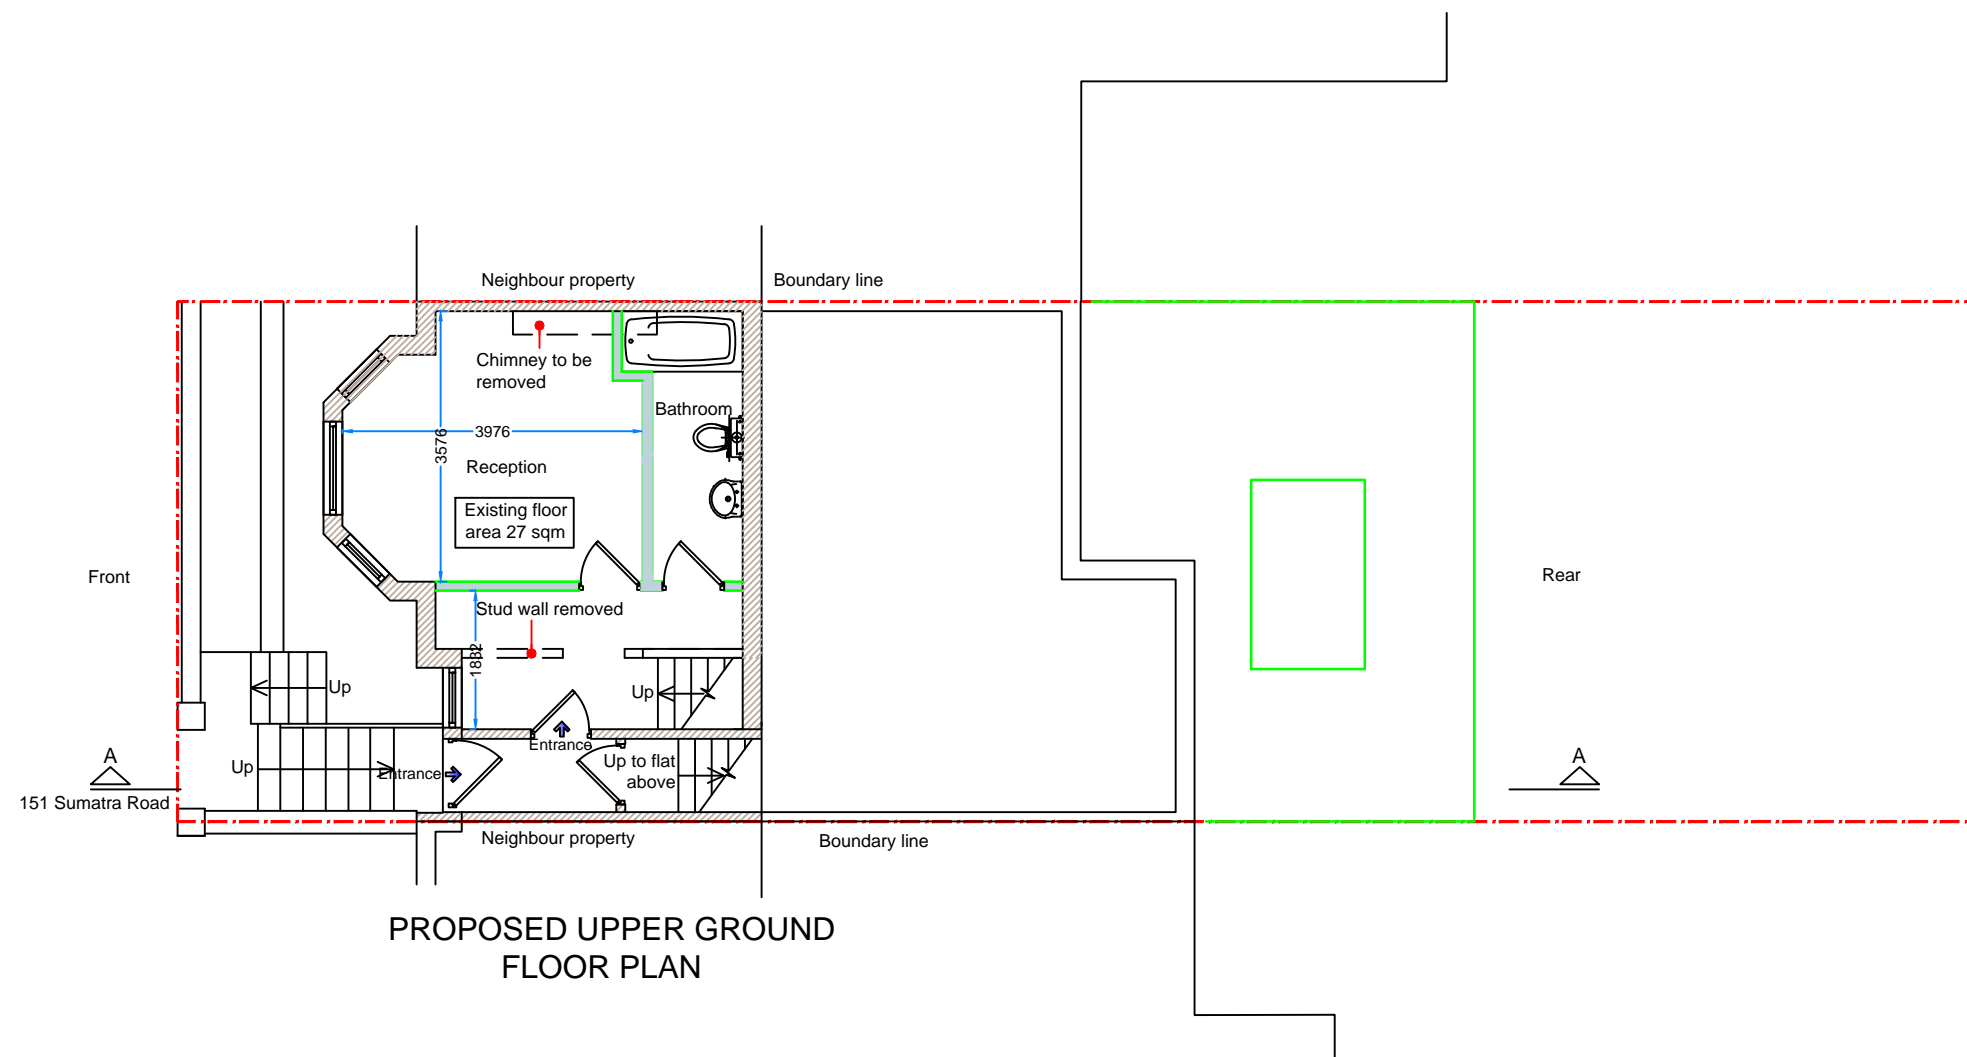 Neighbour property
Boundary line
Chimney to be
removed
Bathroom
3976
3576
Reception
Existing floor
area 27 sqm
Front
Rear
Stud wall removed
1832
Up
Up
Entrance
Up
Entrance
Up to flat
above
A
A
151 Sumatra Road
Neighbour property
Boundary line
PROPOSED UPPER GROUND
FLOOR PLAN